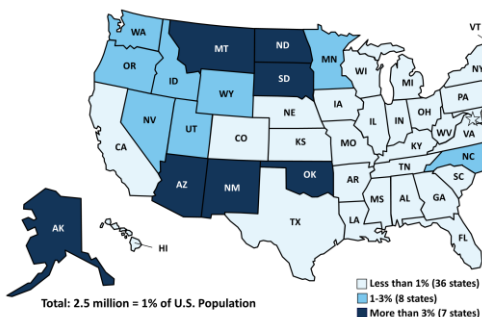 WA
MT
ND
MN
VT
OR
ID
SD
WI
NY
WY
MI
IA
PA
NE
NV
UT
IL
IN
OH
CO
WV
VA
CA
KS
MO
KY
NC
TN
AZ
NM
OK
AR
SC
MS
AL
GA
TX
LA
AK
FL
HI
Less than 1% (36 states)
1-3% (8 states)
More than 3% (7 states)
Total: 2.5 million = 1% of U.S. Population